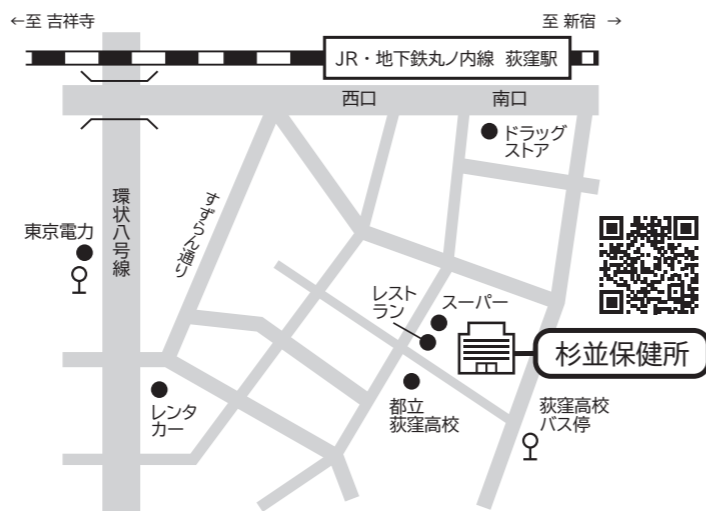 ←至 吉祥寺
至 新宿 →
JR・地下鉄丸ノ内線 荻窪駅
西口
南口
ドラッグ
ストア
環状八号線
すずらん通り
東京電力
レスト
ラン
スーパー
杉並保健所
レンタ
カー
都立
荻窪高校
荻窪高校
バス停